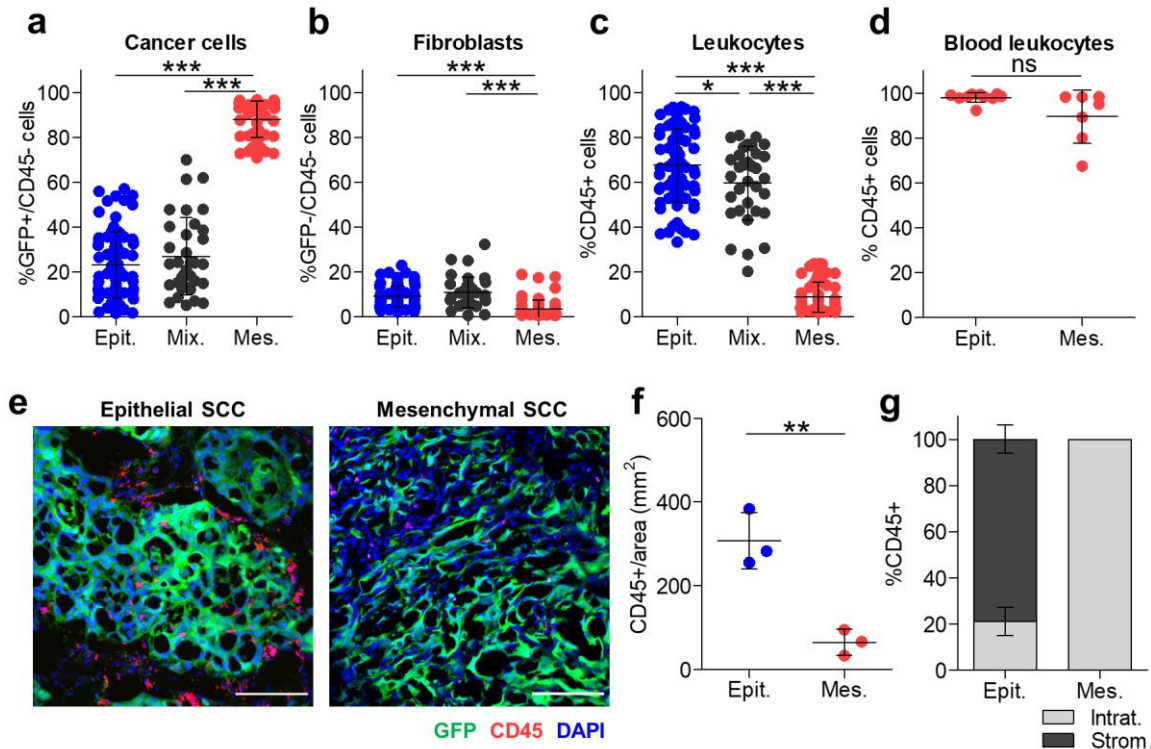 a
Cancer cells
***
***
%GFP+/CD45- cells
100
80
60
40
20
0
Epit. Mix. Mes.
b
Fibroblasts
***
***
%GFP-/CD45- cells
100
80
60
40
20
0
Epit. Mix. Mes.
c
Leukocytes
***
* ***
%CD45+ cells
100
80
60
40
20
0
Epit. Mix. Mes.
d
Blood leukocytes
ns
% CD45+ cells
100
80
60
40
20
0
Epit. Mes.
e
Epithelial SCC Mesenchymal SCC
GFP CD45 DAPI
f
**
CD45+/area (mm²)
600
400
200
0
Epit. Mes.
g
%CD45+
100
80
60
40
20
0
Epit. Mes.
Intrat.
Strom.